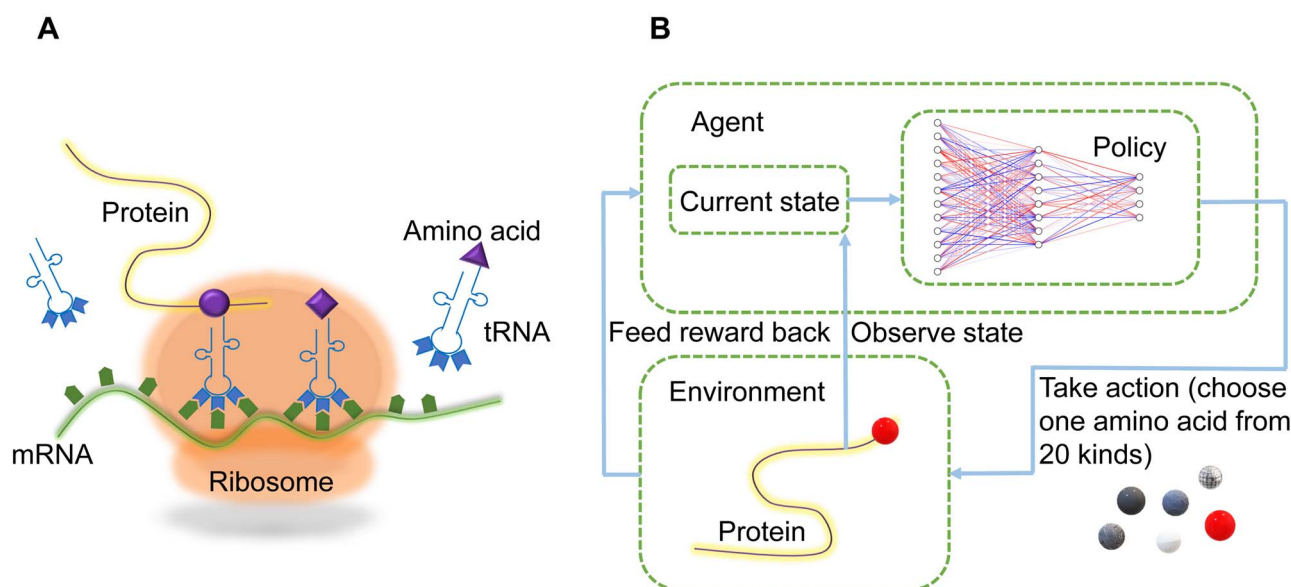 A
Protein
Amino acid
tRNA
mRNA
Ribosome
B
Agent
Policy
Current state
Feed reward back
Observe state
Environment
Take action (choose
one amino acid from
20 kinds)
Protein